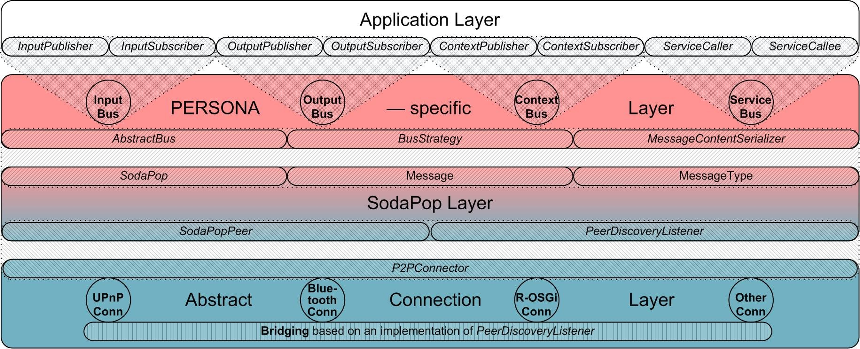 Application Layer
InputPublisher InputSubscriber OutputPublisher OutputSubscriber ContextPublisher ContextSubscriber ServiceCaller ServiceCallee
Input Bus PERSONA Output Bus — specific Context Bus Layer Service Bus
AbstractBus BusStrategy MessageContentSerializer
SodaPop Message MessageType
SodaPop Layer
SodaPopPeer PeerDiscoveryListener
P2PConnector
UPnP Conn Abstract Blue-tooth Conn Connection R-OSGi Conn Layer Other Conn
Bridging based on an implementation of PeerDiscoveryListener